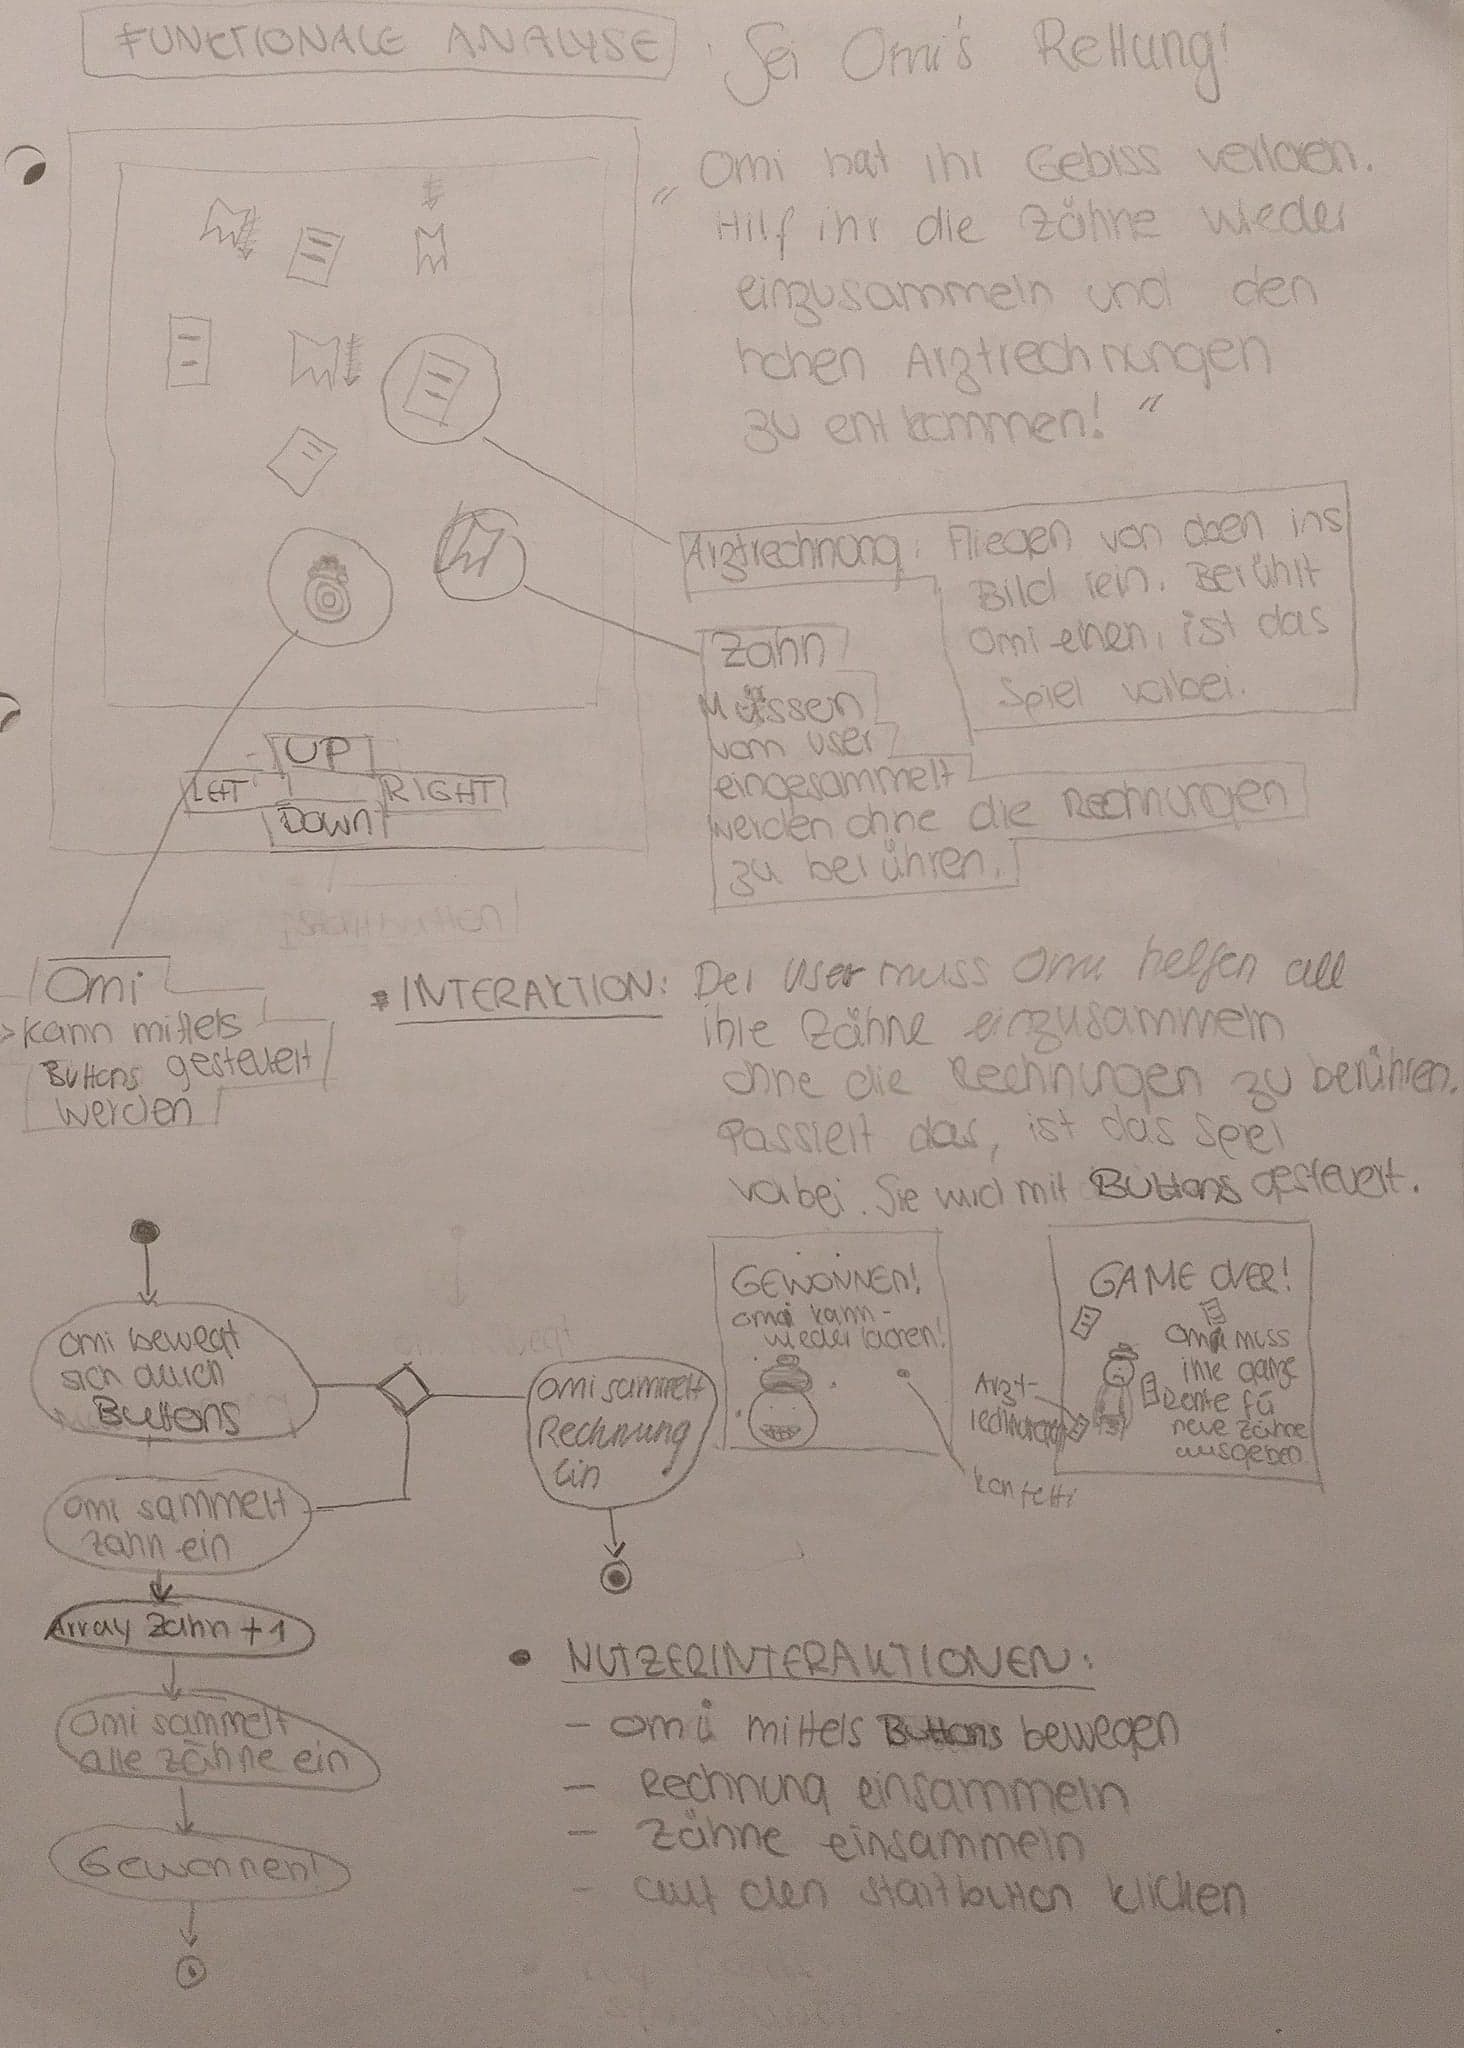 FUNKTIONALE ANALYSE
Sei Omi's Rettung!
"Omi hat ihr Gebiss verloren.
Hilf ihr die Zähne wieder
einzusammeln und den
hohen Arztrechnungen
zu entkommen!"
Arztrechnung: Fliegen von oben ins
Bild rein. Berührt
Omi einen, ist das
Spiel vorbei.
Zahn
Müssen
vom User
eingesammelt
werden ohne die Rechnungen
zu berühren.
UP
LEFT
RIGHT
DOWN
Startbutton
Omi
> kann mittels
Buttons gesteuert
werden
INTERAKTION: Der User muss Omi helfen all
ihre Zähne einzusammeln
ohne die Rechnungen zu berühren.
Passiert das, ist das Spiel
vorbei. Sie wird mit Buttons gesteuert.
Omi bewegt
sich durch
Buttons
Omi sammelt
Rechnung
ein
Omi sammelt
Zahn ein
Array Zahn +1
Omi sammelt
alle Zähne ein
Gewonnen!
GEWONNEN!
Omi kann
wieder lachen!
Konfetti
GAME OVER!
Omi muss
ihre ganze
Rente für
neue Zähne
ausgeben
Arzt-
rechnungen
• NUTZERINTERAKTIONEN:
- Omi mittels Buttons bewegen
- Rechnung einsammeln
- Zähne einsammeln
- auf den Startbutton klicken